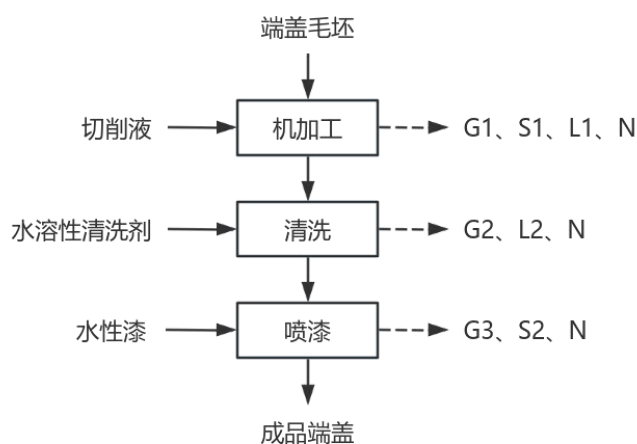 端盖毛坯
切削液 机加工 G1、S1、L1、N
水溶性清洗剂 清洗 G2、L2、N
水性漆 喷漆 G3、S2、N
成品端盖